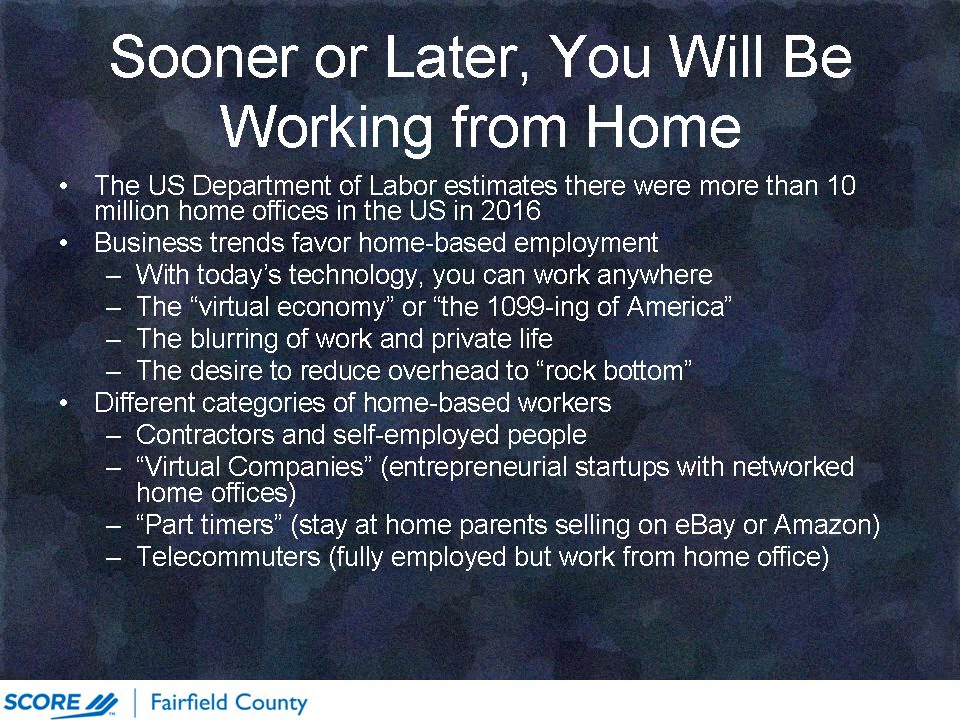 Sooner or Later, You Will Be
Working from Home
• The US Department of Labor estimates there were more than 10
million home offices in the US in 2016
• Business trends favor home-based employment
– With today’s technology, you can work anywhere
– The “virtual economy” or “the 1099-ing of America”
– The blurring of work and private life
– The desire to reduce overhead to “rock bottom”
• Different categories of home-based workers
– Contractors and self-employed people
– “Virtual Companies” (entrepreneurial startups with networked
home offices)
– “Part timers” (stay at home parents selling on eBay or Amazon)
– Telecommuters (fully employed but work from home office)
SCORE | Fairfield County